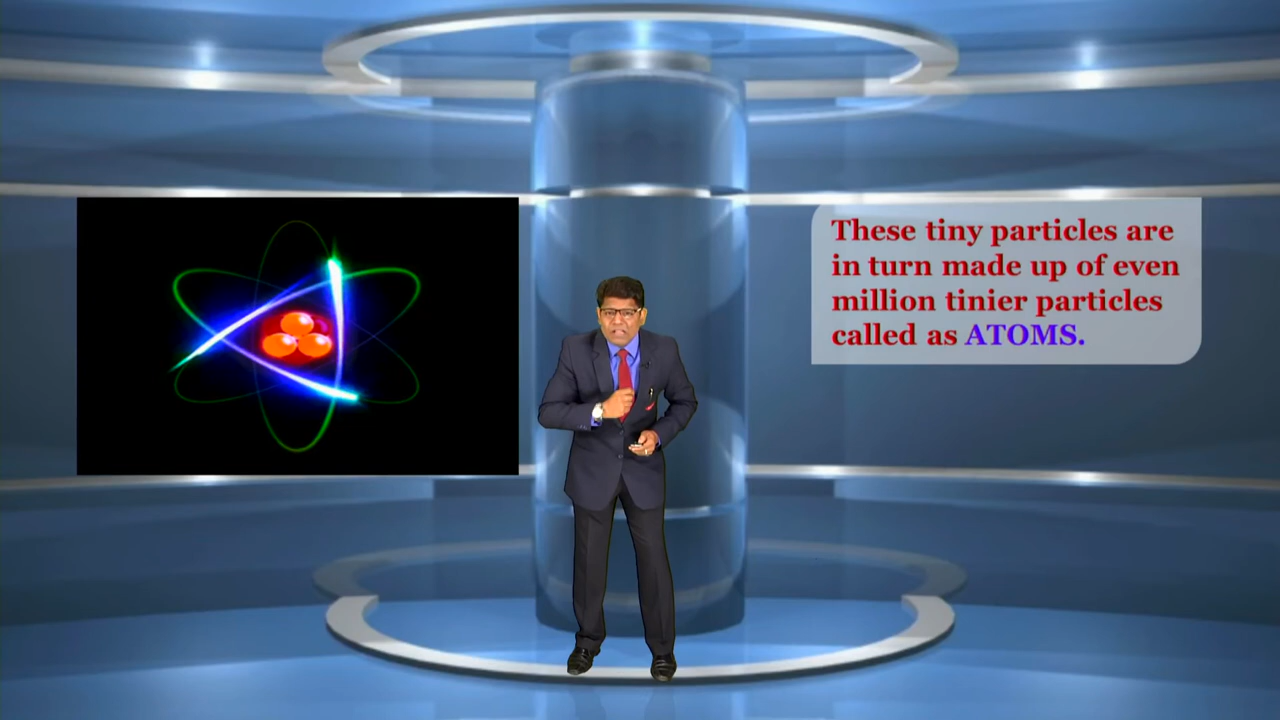 These tiny particles are
in turn made up of even
million tinier particles
called as ATOMS.